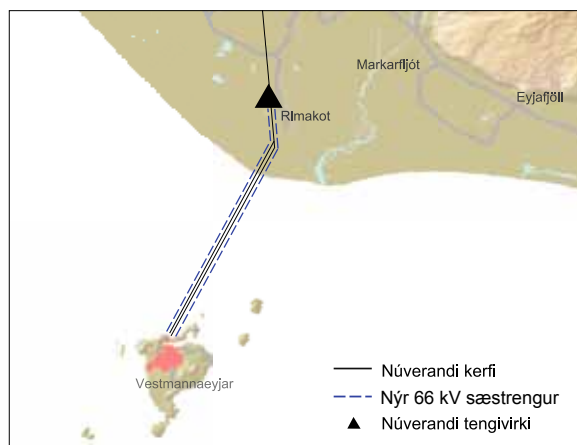 Markarfljót
Eyjafjöll
Rimakot
Vestmannaeyjar
Núverandi kerfi
Nýr 66 kV sæstrengur
Núverandi tengivirki